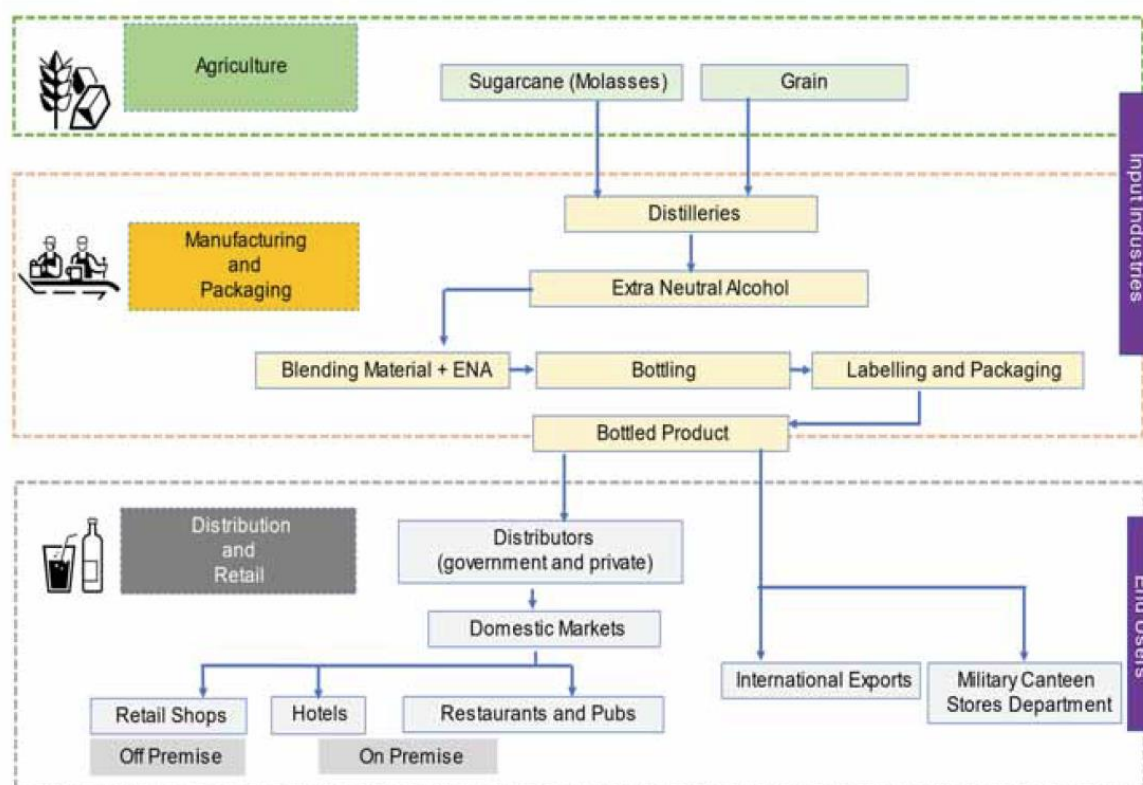 Agriculture
Sugarcane (Molasses)
Grain
Input Industries
Distilleries
Manufacturing
and
Packaging
Extra Neutral Alcohol
Blending Material + ENA
Bottling
Labelling and Packaging
Bottled Product
Distribution
and
Retail
Distributors
(government and private)
End Users
Domestic Markets
International Exports
Military Canteen
Stores Department
Retail Shops
Hotels
Restaurants and Pubs
Off Premise
On Premise